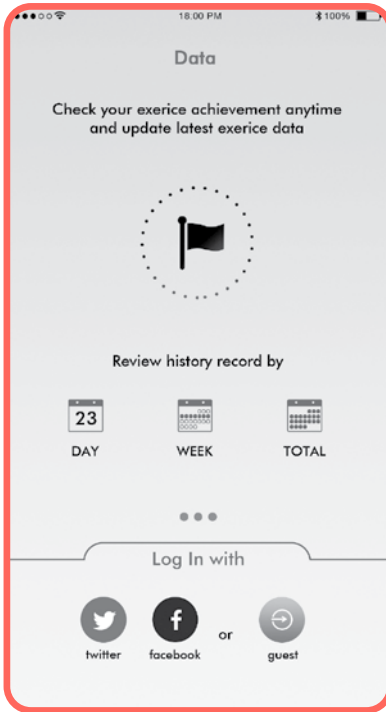 18.00 PM
100%
Data
Check your exerice achievement anytime
and update latest exerice data
Review history record by
23
DAY
WEEK
TOTAL
Log In with
f
or
twitter
facebook
guest